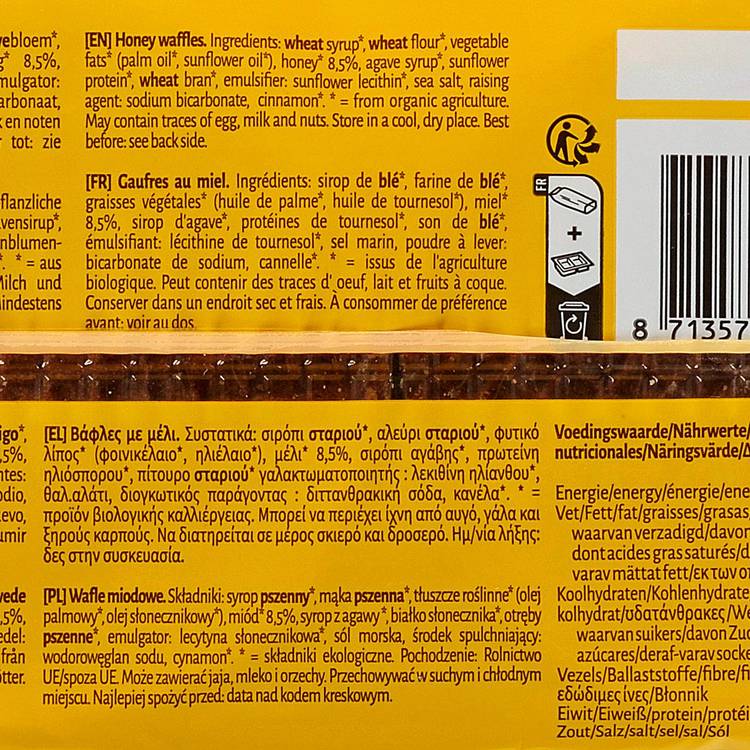 [EN] Honey waffles. Ingredients: wheat syrup*, wheat flour*, vegetable
fats* (palm oil*, sunflower oil*), honey* 8,5%, agave syrup*, sunflower
protein*, wheat bran*, emulsifier: sunflower lecithin*, sea salt, raising
agent: sodium bicarbonate, cinnamon*. * = from organic agriculture.
May contain traces of egg, milk and nuts. Store in a cool, dry place. Best
before: see back side.
[FR] Gaufres au miel. Ingrédients: sirop de blé*, farine de blé*,
graisses végétales* (huile de palme*, huile de tournesol*), miel*
8,5%, sirop d'agave*, protéines de tournesol*, son de blé*,
émulsifiant: lécithine de tournesol*, sel marin, poudre à lever:
bicarbonate de sodium, cannelle*. * = issus de l'agriculture
biologique. Peut contenir des traces d' oeuf, lait et fruits à coque.
Conserver dans un endroit sec et frais. À consommer de préférence
avant: voir au dos.
FR
+
8 71357
[EL] Βάφλες με μέλι. Συστατικά: σιρόπι σταριού*, αλεύρι σταριού*, φυτικό
λίπος* (φοινικέλαιο*, ηλιέλαιο*), μέλι* 8,5%, σιρόπι αγάβης*, πρωτεϊνη
ηλιόσπορου*, πίτουρο σταριού* γαλακτωματοποιητής : λεκιθίνη ηλίανθου*,
θαλ.αλάτι, διογκωτικός παράγοντας : διττανθρακική σόδα, κανέλα*. * =
προϊόν βιολογικής καλλιέργειας. Μπορεί να περιέχει ίχνη από αυγό, γάλα και
ξηρούς καρπούς. Να διατηρείται σε μέρος σκιερό και δροσερό. Ημ/νία λήξης:
δες στην συσκευασία.
[PL] Wafle miodowe. Składniki: syrop pszenny*, mąka pszenna*, tłuszcze roślinne* (olej
palmowy*, olej słonecznikowy*), miód* 8,5%, syrop z agawy*, białko słonecznika*, otręby
pszenne*, emulgator: lecytyna słonecznikowa*, sól morska, środek spulchniający:
wodorowęglan sodu, cynamon*. * = składniki ekologiczne. Pochodzenie: Rolnictwo
UE/spoza UE. Może zawierać jaja, mleko i orzechy. Przechowywać w suchym i chłodnym
miejscu. Najlepiej spożyć przed: data nad kodem kreskowym.
Voedingswaarde/Nährwerte/
nutricionales/Näringsvärde/Δ
Energie/energy/énergie/ene
Vet/Fett/fat/graisses/grasas
waarvan verzadigd/davon
dont acides gras saturés/d
varav mättat fett/εκ των οπ
Koolhydraten/Kohlenhydrate
kolhydrat/υδατάνθρακες/We
waarvan suikers/davon Zu
azúcares/deraf-varav socke
Vezels/Ballaststoffe/fibre/fi
εδώδιμες ίνες/Błonnik
Eiwit/Eiweiß/protein/protéi
Zout/Salz/salt/sel/sal/Sól